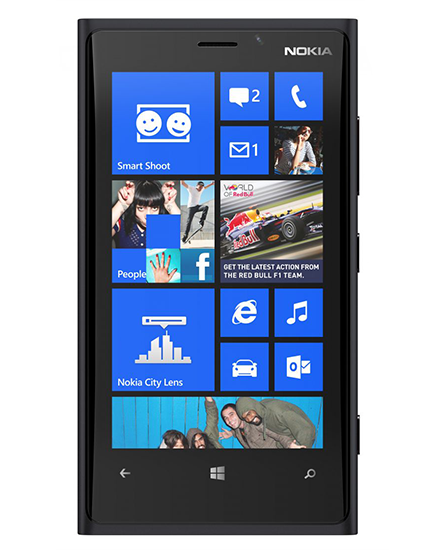 NOKIA
2
Smart Shoot
1
WORLD
OF
Red Bull
People
f
GET THE LATEST ACTION FROM
THE RED BULL F1 TEAM.
Nokia City Lens